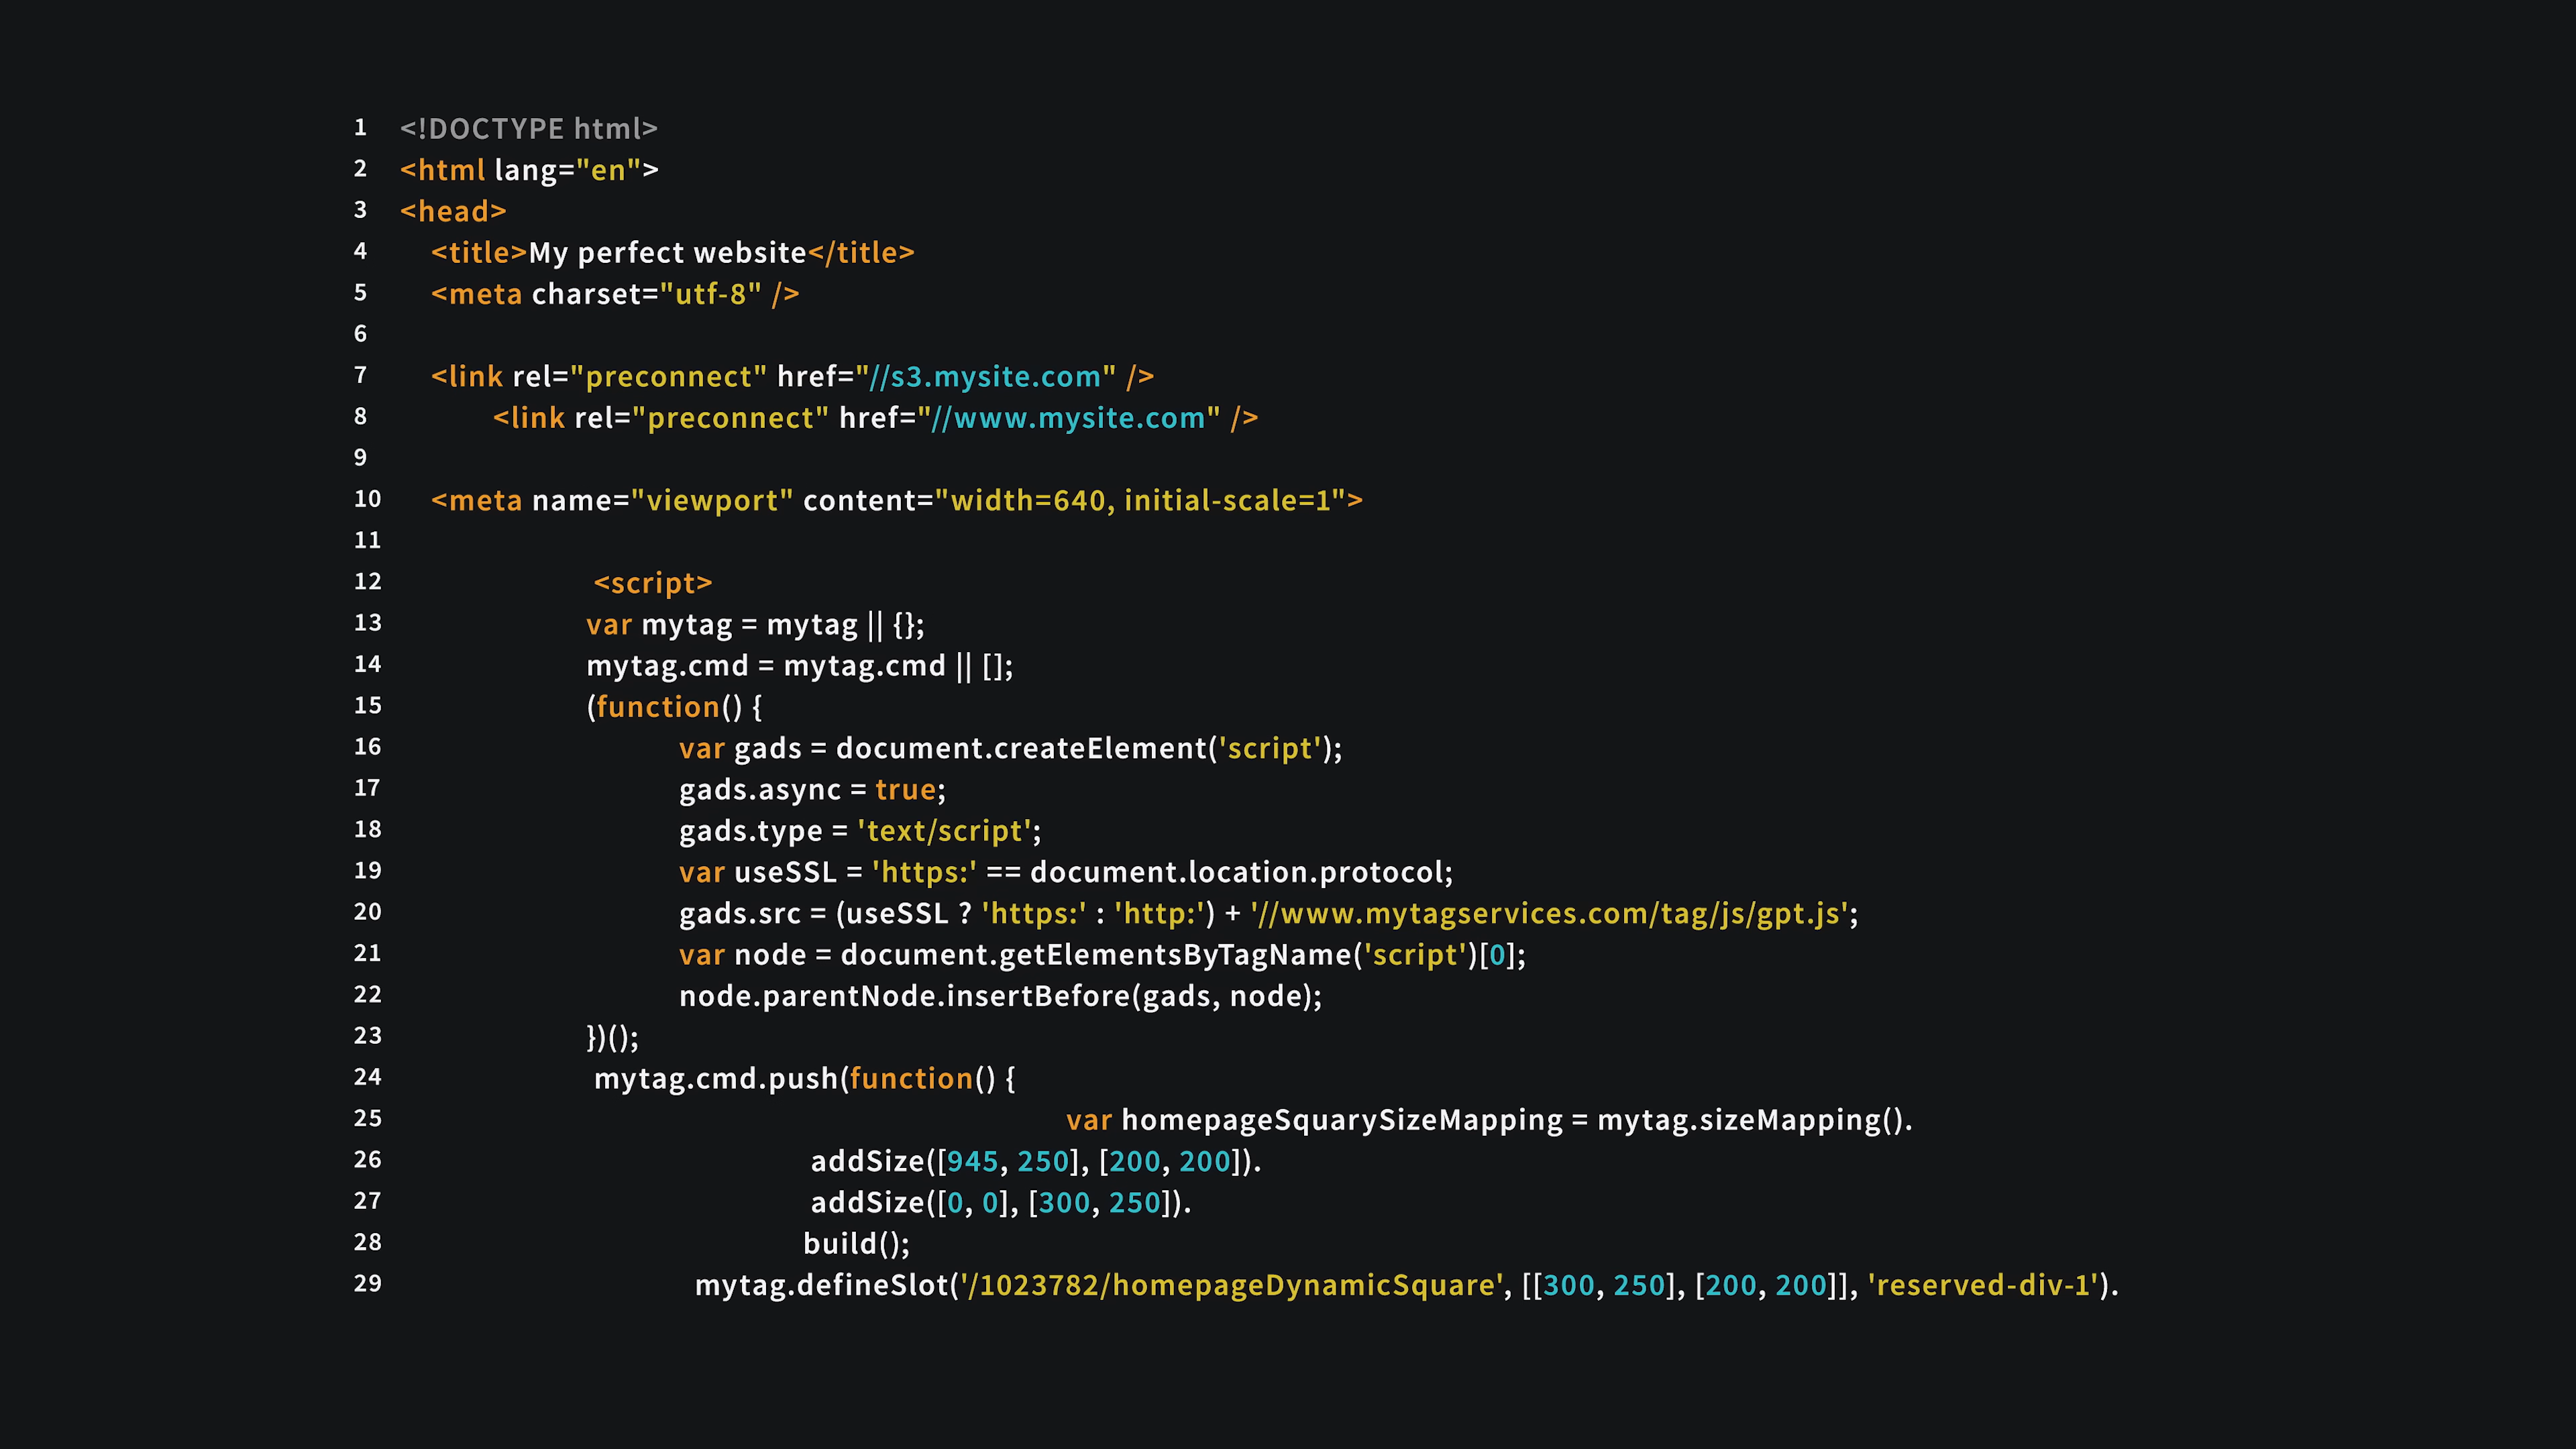 1 <!DOCTYPE html>
2 <html lang="en">
3 <head>
4 <title>My perfect website</title>
5 <meta charset="utf-8" />
6
7 <link rel="preconnect" href="//s3.mysite.com" />
8 <link rel="preconnect" href="//www.mysite.com" />
9
10 <meta name="viewport" content="width=640, initial-scale=1">
11
12 <script>
13 var mytag = mytag || {};
14 mytag.cmd = mytag.cmd || [];
15 (function() {
16 var gads = document.createElement('script');
17 gads.async = true;
18 gads.type = 'text/script';
19 var useSSL = 'https:' == document.location.protocol;
20 gads.src = (useSSL ? 'https:' : 'http:') + '//www.mytagservices.com/tag/js/gpt.js';
21 var node = document.getElementsByTagName('script')[0];
22 node.parentNode.insertBefore(gads, node);
23 })();
24 mytag.cmd.push(function() {
25 var homepageSquarySizeMapping = mytag.sizeMapping().
26 addSize([945, 250], [200, 200]).
27 addSize([0, 0], [300, 250]).
28 build();
29 mytag.defineSlot('/1023782/homepageDynamicSquare', [[300, 250], [200, 200]], 'reserved-div-1').